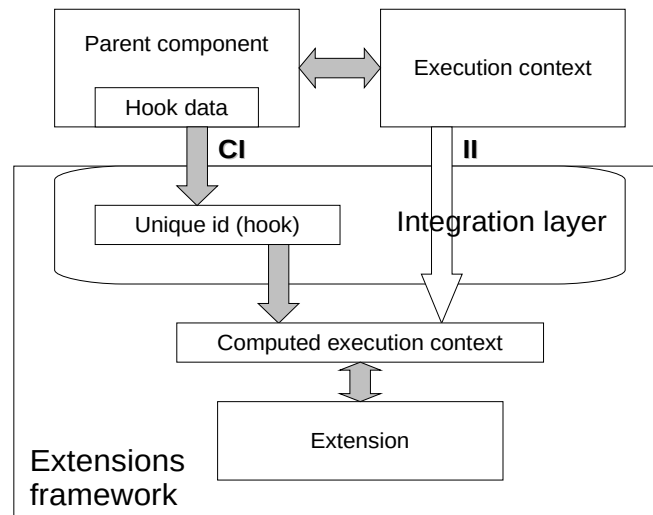 Parent component
Execution context
Hook data
CI
II
Unique id (hook)
Integration layer
Computed execution context
Extension
Extensions
framework